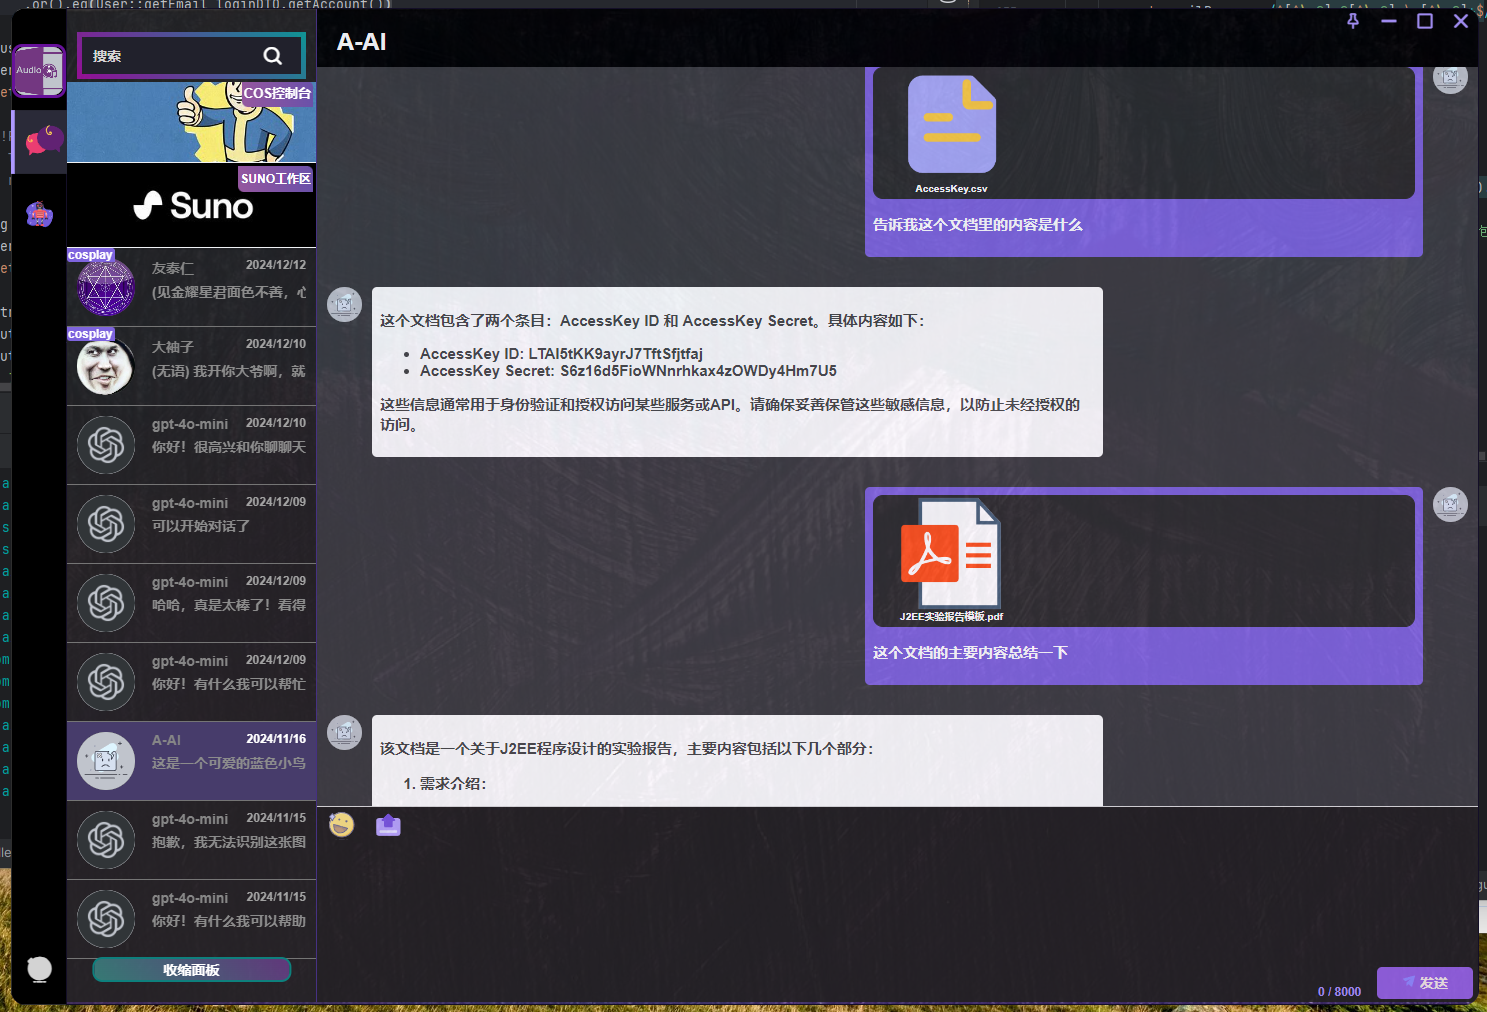 .or().eq(User::getEmail,loginDTO.getAccount())
A-AI
Audio
搜索
COS控制台
SUNO工作区
Suno
cosplay
友泰仁
2024/12/12
(见金耀星君面色不善，心
cosplay
大柚子
2024/12/10
(无语) 我开你大爷啊，就
gpt-4o-mini
2024/12/10
你好！很高兴和你聊聊天
gpt-4o-mini
2024/12/09
可以开始对话了
gpt-4o-mini
2024/12/09
哈哈，真是太棒了！看得
gpt-4o-mini
2024/12/09
你好！有什么我可以帮忙
A-AI
2024/11/16
这是一个可爱的蓝色小鸟
gpt-4o-mini
2024/11/15
抱歉，我无法识别这张图
gpt-4o-mini
2024/11/15
你好！有什么我可以帮助
收缩面板
AccessKey.csv
告诉我这个文档里的内容是什么
这个文档包含了两个条目：AccessKey ID 和 AccessKey Secret。具体内容如下：
• AccessKey ID: LTAI5tKK9ayrJ7TftSfjtfaj
• AccessKey Secret: S6z16d5FioWNnrhkax4zOWDy4Hm7U5
这些信息通常用于身份验证和授权访问某些服务或API。请确保妥善保管这些敏感信息，以防止未经授权的
访问。
J2EE实验报告模板.pdf
这个文档的主要内容总结一下
该文档是一个关于J2EE程序设计的实验报告，主要内容包括以下几个部分：
1. 需求介绍：
0 / 8000
发送